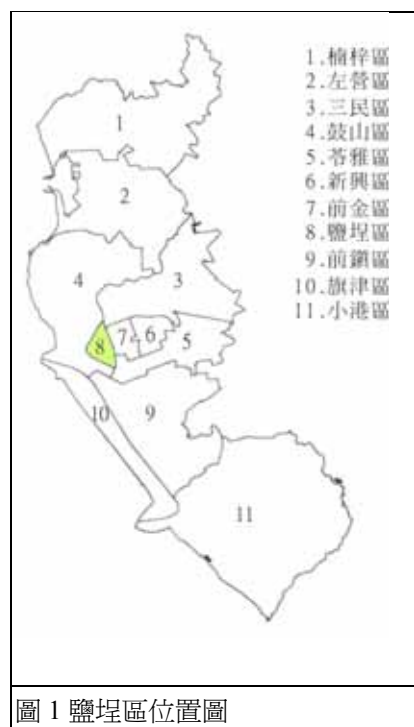 1.楠梓區
2.左營區
3.三民區
4.鼓山區
5.苓雅區
6.新興區
7.前金區
8.鹽埕區
9.前鎮區
10.旗津區
11.小港區
1
2
4
3
8
7
6
5
10
9
11
圖 1 鹽埕區位置圖